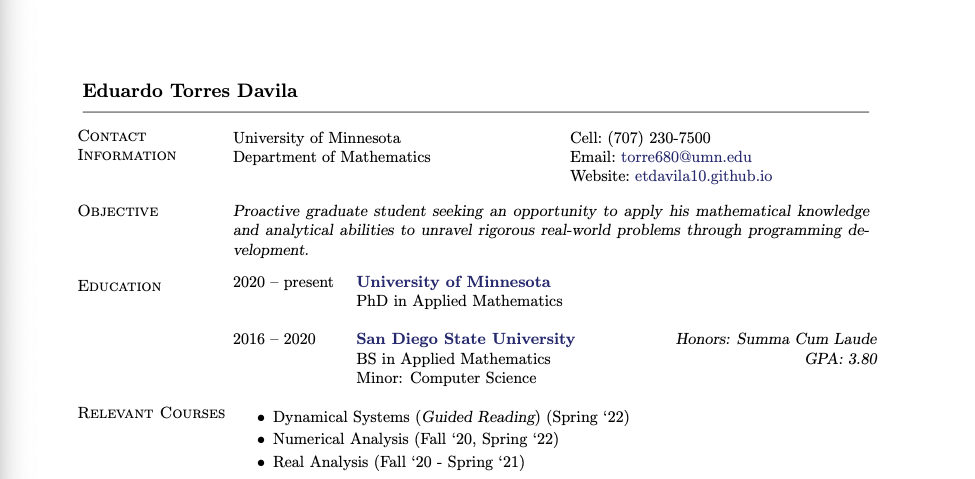 Eduardo Torres Davila
Contact Information
University of Minnesota
Department of Mathematics
Cell: (707) 230-7500
Email: torre680@umn.edu
Website: etdavila10.github.io
Objective
Proactive graduate student seeking an opportunity to apply his mathematical knowledge
and analytical abilities to unravel rigorous real-world problems through programming de-
velopment.
Education
2020 – present University of Minnesota
PhD in Applied Mathematics
2016 – 2020 San Diego State University Honors: Summa Cum Laude
BS in Applied Mathematics GPA: 3.80
Minor: Computer Science
Relevant Courses
• Dynamical Systems (Guided Reading) (Spring ‘22)
• Numerical Analysis (Fall ‘20, Spring ‘22)
• Real Analysis (Fall ‘20 - Spring ‘21)